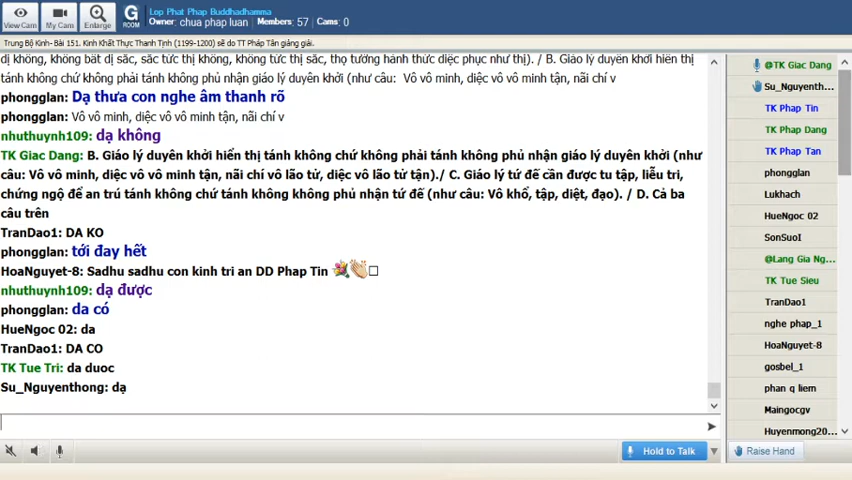 Lop Phat Phap Buddhadhamma
Owner: chua phap luan Members: 57 Cams: 0
View Cam
My Cam
Enlarge
G
ROOM
Trung Bộ Kinh- Bài 151. Kinh Khất Thực Thanh Tịnh (1199-1200) sẽ do TT Pháp Tân giảng giải.
dị không, không bất dị sắc, sắc tức thị không, không tức thị sắc, thọ tưởng hành thức diệc phục như thị). / B. Giáo lý duyên khởi hiển thị
tánh không chứ không phải tánh không phủ nhận giáo lý duyên khởi (như câu: Vô vô minh, diệc vô vô minh tận, nãi chí v
phongglan: Dạ thưa con nghe âm thanh rõ
phongglan: Vô vô minh, diệc vô vô minh tận, nãi chí v
nhuthuynh109: dạ không
TK Giac Dang: B. Giáo lý duyên khởi hiển thị tánh không chứ không phải tánh không phủ nhận giáo lý duyên khởi (như
câu: Vô vô minh, diệc vô vô minh tận, nãi chí vô lão tử, diệc vô lão tử tận)./ C. Giáo lý tứ đế cần được tu tập, liễu tri,
chứng ngộ để an trú tánh không chứ tánh không không phủ nhận tứ đế (như câu: Vô khổ, tập, diệt, đạo). / D. Cả ba
câu trên
TranDao1: DA KO
phongglan: tới đay hết
HoaNguyet-8: Sadhu sadhu con kinh tri an DD Phap Tin
nhuthuynh109: dạ được
phongglan: da có
HueNgoc 02: da
TranDao1: DA CO
TK Tue Tri: da duoc
Su_Nguyenthong: dạ
Hold to Talk
@TK Giac Dang
Su_Nguyenth...
TK Phap Tin
TK Phap Dang
TK Phap Tan
phongglan
Lukhach
HueNgoc 02
SonSuoI
@Lang Gia Ng...
TK Tue Sieu
TranDao1
nghe phap_1
HoaNguyet-8
gosbel_1
phan q liem
Maingocgv
Huyenmong20...
Raise Hand